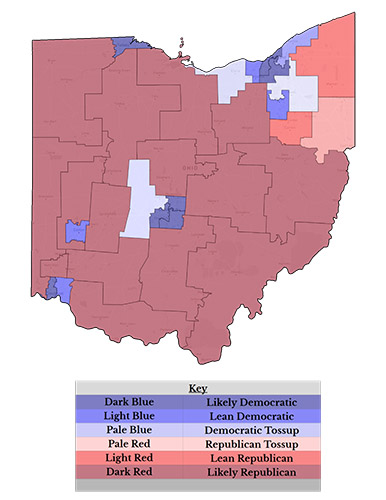 OHIO
Key
Dark Blue Likely Democratic
Light Blue Lean Democratic
Pale Blue Democratic Tossup
Pale Red Republican Tossup
Light Red Lean Republican
Dark Red Likely Republican